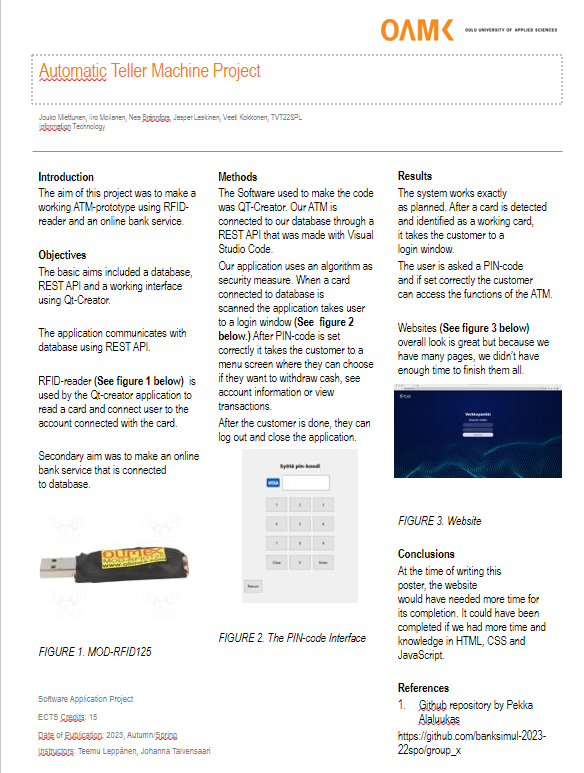 OAMK
OULU UNIVERSITY OF APPLIED SCIENCES
Automatic Teller Machine Project
Jouko Miettunen, Iiro Moilanen, Nea Brännfors, Jesper Leskinen, Veeti Kokkonen, TVT22SPL
Information Technology
Introduction
The aim of this project was to make a
working ATM-prototype using RFID-
reader and an online bank service.
Objectives
The basic aims included a database,
REST API and a working interface
using Qt-Creator.
The application communicates with
database using REST API.
RFID-reader (See figure 1 below) is
used by the Qt-creator application to
read a card and connect user to the
account connected with the card.
Secondary aim was to make an online
bank service that is connected
to database.
OLIMEX
MOD-RFID125
www.olimex.com
FIGURE 1. MOD-RFID125
Software Application Project
ECTS Credits: 15
Date of Publication: 2023, Autumn/Spring
Instructors: Teemu Leppänen, Johanna Talvensaari
Methods
The Software used to make the code
was QT-Creator. Our ATM is
connected to our database through a
REST API that was made with Visual
Studio Code.
Our application uses an algorithm as
security measure. When a card
connected to database is
scanned the application takes user
to a login window (See figure 2
below.) After PIN-code is set
correctly it takes the customer to a
menu screen where they can choose
if they want to withdraw cash, see
account information or view
transactions.
After the customer is done, they can
log out and close the application.
Syötä pin-koodi
VISA
1 2 3
4 5 6
7 8 9
Clear 0 Enter
Return
FIGURE 2. The PIN-code Interface
Results
The system works exactly
as planned. After a card is detected
and identified as a working card,
it takes the customer to a
login window.
The user is asked a PIN-code
and if set correctly the customer
can access the functions of the ATM.
Websites (See figure 3 below)
overall look is great but because we
have many pages, we didn't have
enough time to finish them all.
Verkkopankki
FIGURE 3. Website
Conclusions
At the time of writing this
poster, the website
would have needed more time for
its completion. It could have been
completed if we had more time and
knowledge in HTML, CSS and
JavaScript.
References
1. Github repository by Pekka
Alaluukas
https://github.com/banksimul-2023-
22spo/group_x